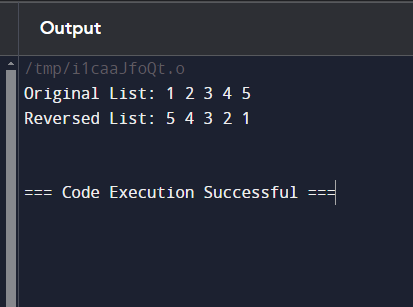 Output
/tmp/i1caaJfoQt.o
Original List: 1 2 3 4 5
Reversed List: 5 4 3 2 1
=== Code Execution Successful ===